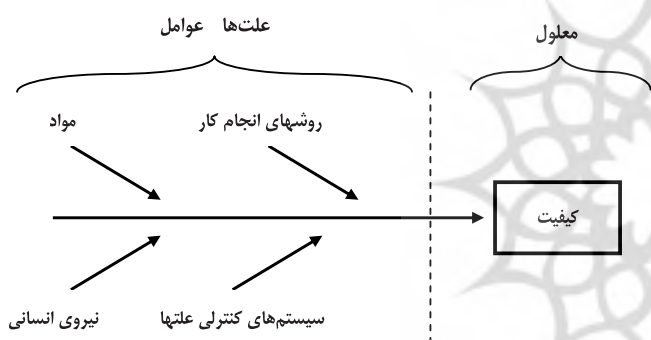 معلول
علت‌ها عوامل
روشهای انجام کار
مواد
کیفیت
سیستم‌های کنترلی علتها
نیروی انسانی